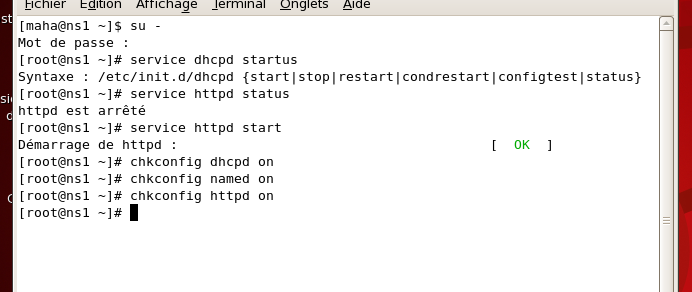 Fichier Edition Affichage Terminal Onglets Aide
[maha@ns1 ~]$ su -
Mot de passe :
[root@ns1 ~]# service dhcpd startus
Syntaxe : /etc/init.d/dhcpd {start|stop|restart|condrestart|configtest|status}
[root@ns1 ~]# service httpd status
httpd est arrêté
[root@ns1 ~]# service httpd start
Démarrage de httpd : [ OK ]
[root@ns1 ~]# chkconfig dhcpd on
[root@ns1 ~]# chkconfig named on
[root@ns1 ~]# chkconfig httpd on
[root@ns1 ~]#